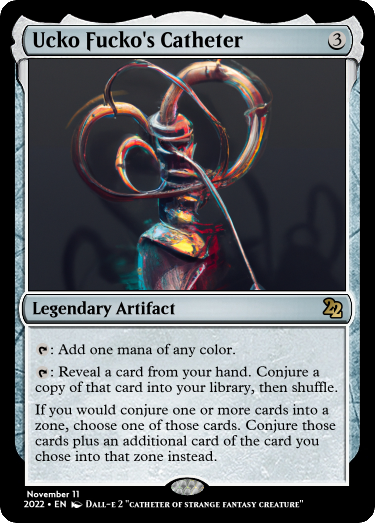 Ucko Fucko's Catheter 3
Legendary Artifact 22
: Add one mana of any color.
: Reveal a card from your hand. Conjure a
copy of that card into your library, then shuffle.
If you would conjure one or more cards into a
zone, choose one of those cards. Conjure those
cards plus an additional card of the card you
chose into that zone instead.
November 11
2022 • EN Dall-e 2 "catheter of strange fantasy creature"